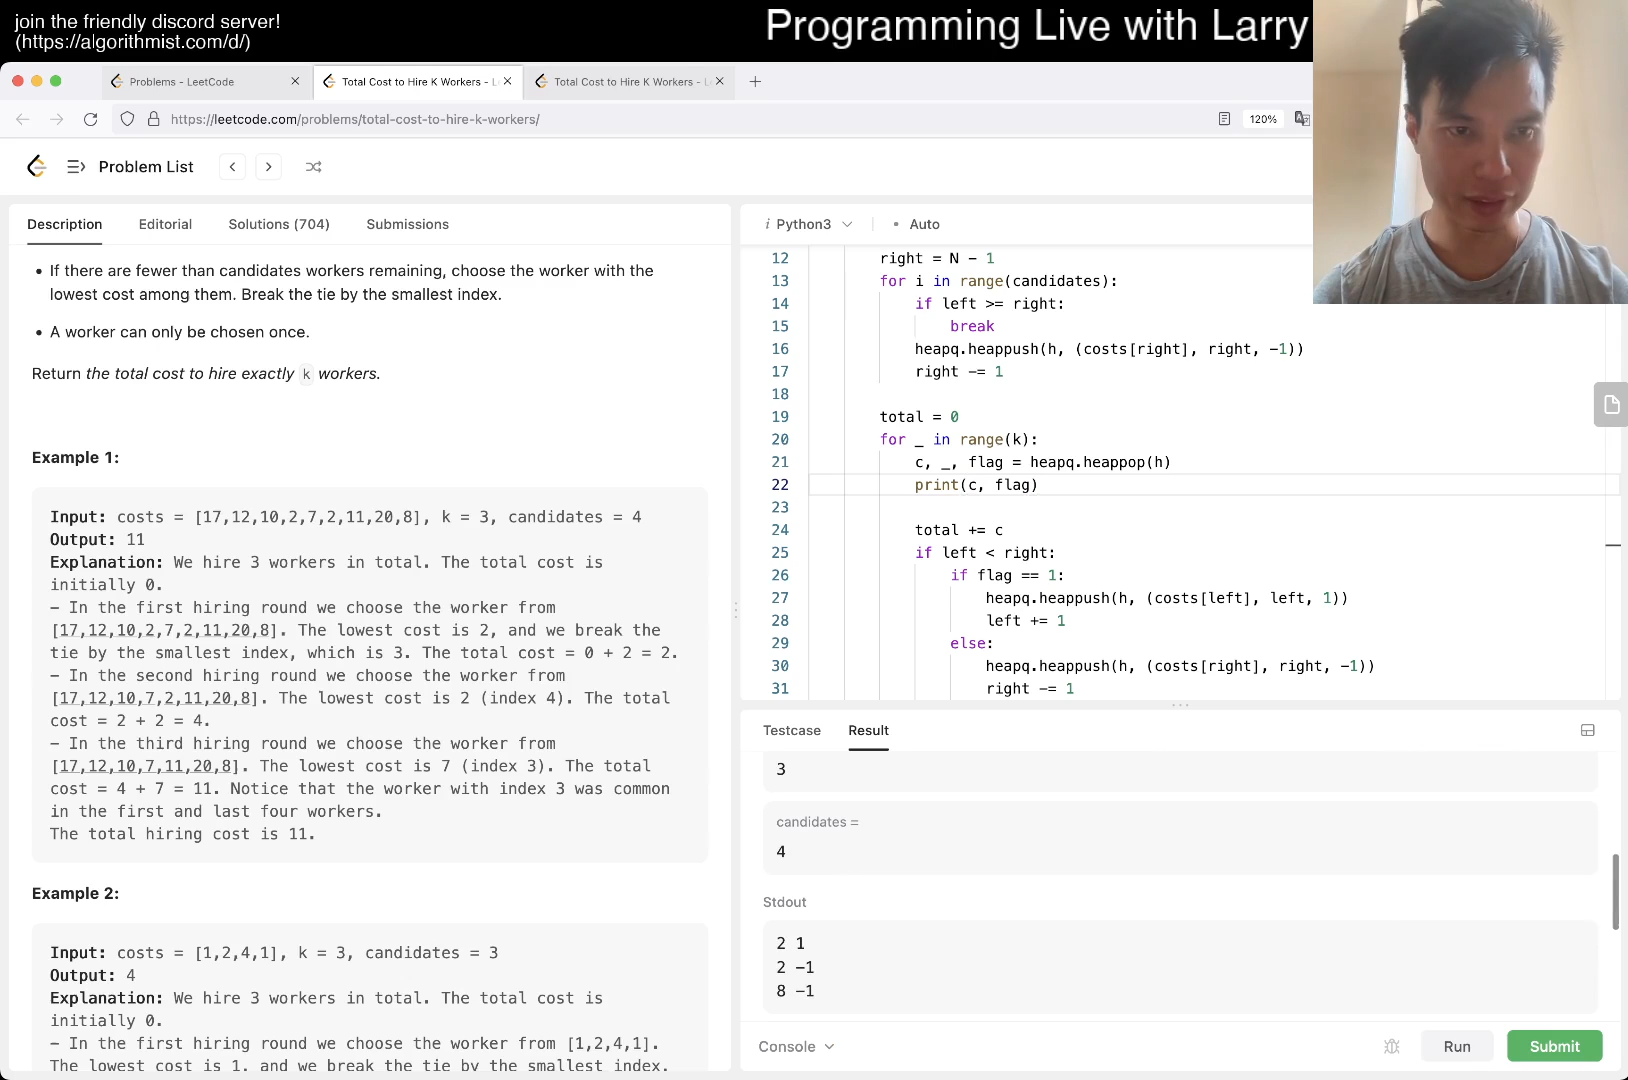 join the friendly discord server!
(https://algorithmist.com/d/)
Programming Live with Larry
Problems - LeetCode
Total Cost to Hire K Workers - L
Total Cost to Hire K Workers - L
https://leetcode.com/problems/total-cost-to-hire-k-workers/
120%
Problem List
Description
Editorial
Solutions (704)
Submissions
• If there are fewer than candidates workers remaining, choose the worker with the
lowest cost among them. Break the tie by the smallest index.
• A worker can only be chosen once.
Return the total cost to hire exactly k workers.
Example 1:
Input: costs = [17,12,10,2,7,2,11,20,8], k = 3, candidates = 4
Output: 11
Explanation: We hire 3 workers in total. The total cost is
initially 0.
- In the first hiring round we choose the worker from
[17,12,10,2,7,2,11,20,8]. The lowest cost is 2, and we break the
tie by the smallest index, which is 3. The total cost = 0 + 2 = 2.
- In the second hiring round we choose the worker from
[17,12,10,7,2,11,20,8]. The lowest cost is 2 (index 4). The total
cost = 2 + 2 = 4.
- In the third hiring round we choose the worker from
[17,12,10,7,11,20,8]. The lowest cost is 7 (index 3). The total
cost = 4 + 7 = 11. Notice that the worker with index 3 was common
in the first and last four workers.
The total hiring cost is 11.
Example 2:
Input: costs = [1,2,4,1], k = 3, candidates = 3
Output: 4
Explanation: We hire 3 workers in total. The total cost is
initially 0.
- In the first hiring round we choose the worker from [1,2,4,1].
The lowest cost is 1, and we break the tie by the smallest index,
i Python3
• Auto
12 right = N - 1
13 for i in range(candidates):
14 if left >= right:
15 break
16 heapq.heappush(h, (costs[right], right, -1))
17 right -= 1
18
19 total = 0
20 for _ in range(k):
21 c, _, flag = heapq.heappop(h)
22 print(c, flag)
23
24 total += c
25 if left < right:
26 if flag == 1:
27 heapq.heappush(h, (costs[left], left, 1))
28 left += 1
29 else:
30 heapq.heappush(h, (costs[right], right, -1))
31 right -= 1
Testcase
Result
3
candidates =
4
Stdout
2 1
2 -1
8 -1
Console
Run
Submit